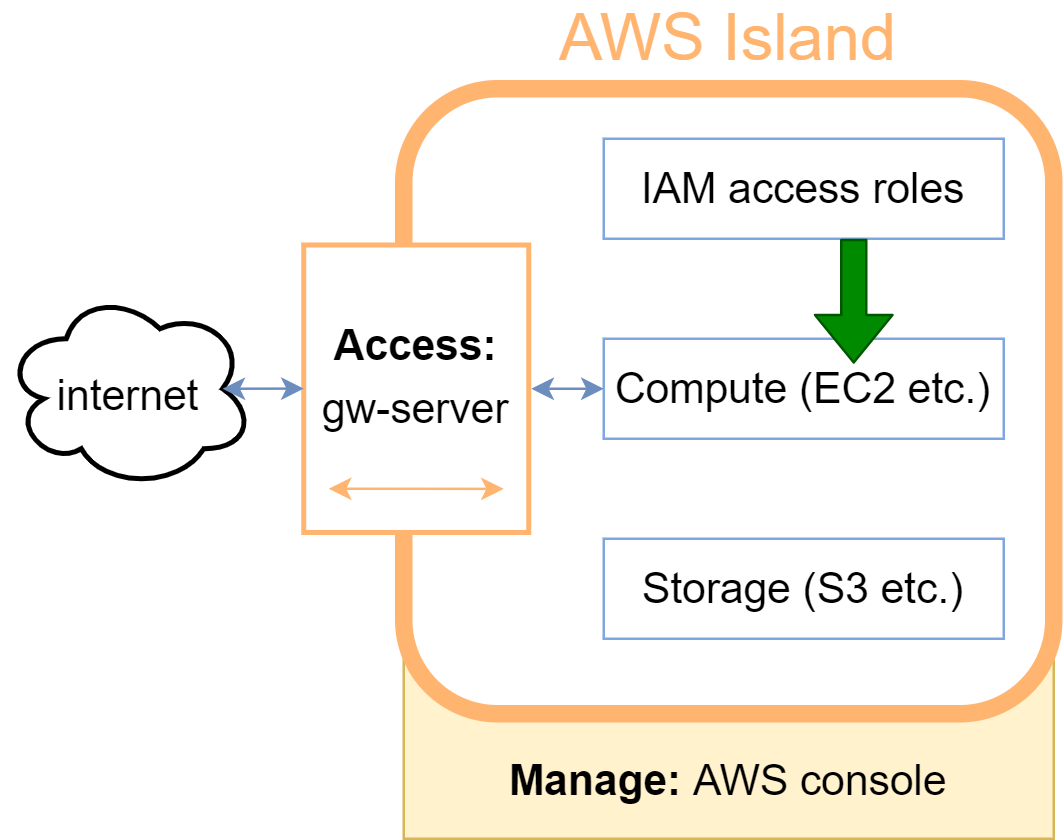 AWS Island
IAM access roles
Access:
gw-server
internet
Compute (EC2 etc.)
Storage (S3 etc.)
Manage: AWS console